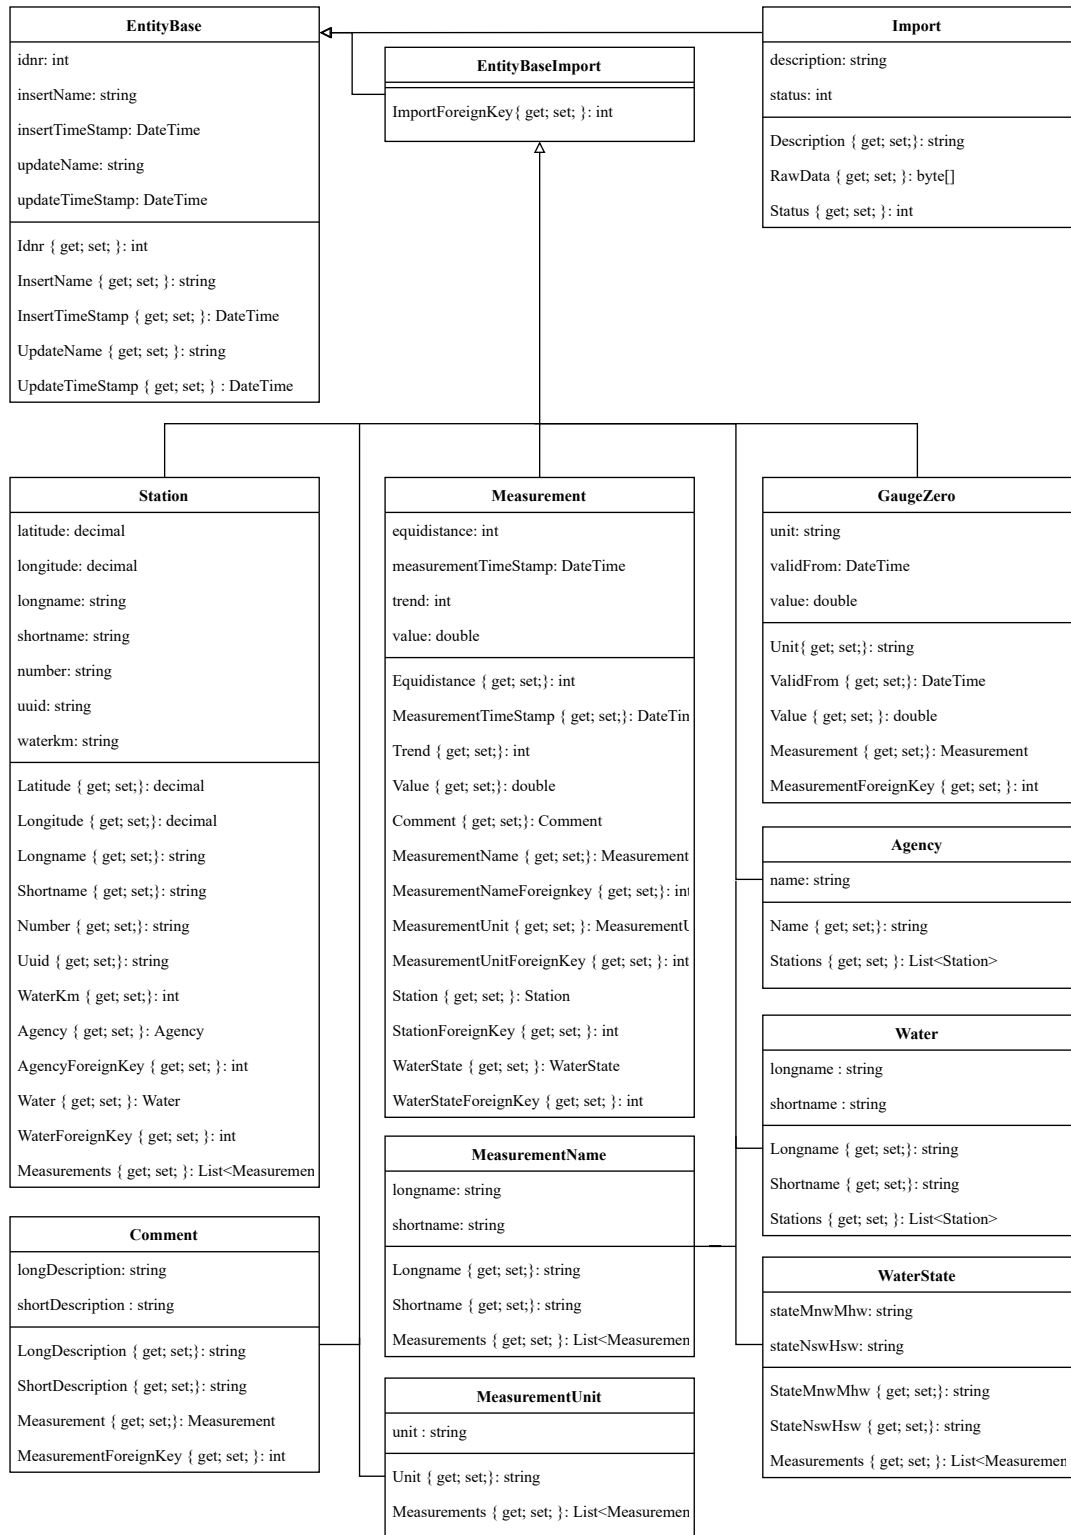 EntityBase
idnr: int
insertName: string
insertTimeStamp: DateTime
updateName: string
updateTimeStamp: DateTime
Idnr { get; set; }: int
InsertName { get; set; }: string
InsertTimeStamp { get; set; }: DateTime
UpdateName { get; set; }: string
UpdateTimeStamp { get; set; } : DateTime
EntityBaseImport
ImportForeignKey{ get; set; }: int
Import
description: string
status: int
Description { get; set;}: string
RawData { get; set; }: byte[]
Status { get; set; }: int
Station
latitude: decimal
longitude: decimal
longname: string
shortname: string
number: string
uuid: string
waterkm: string
Latitude { get; set;}: decimal
Longitude { get; set;}: decimal
Longname { get; set;}: string
Shortname { get; set;}: string
Number { get; set;}: string
Uuid { get; set;}: string
WaterKm { get; set;}: int
Agency { get; set; }: Agency
AgencyForeignKey { get; set; }: int
Water { get; set; }: Water
WaterForeignKey { get; set; }: int
Measurements { get; set; }: List<Measuremen
Measurement
equidistance: int
measurementTimeStamp: DateTime
trend: int
value: double
Equidistance { get; set;}: int
MeasurementTimeStamp { get; set;}: DateTin
Trend { get; set;}: int
Value { get; set;}: double
Comment { get; set;}: Comment
MeasurementName { get; set;}: Measurement
MeasurementNameForeignkey { get; set;}: int
MeasurementUnit { get; set; }: MeasurementU
MeasurementUnitForeignKey { get; set; }: int
Station { get; set; }: Station
StationForeignKey { get; set; }: int
WaterState { get; set; }: WaterState
WaterStateForeignKey { get; set; }: int
GaugeZero
unit: string
validFrom: DateTime
value: double
Unit{ get; set;}: string
ValidFrom { get; set;}: DateTime
Value { get; set; }: double
Measurement { get; set;}: Measurement
MeasurementForeignKey { get; set; }: int
Agency
name: string
Name { get; set;}: string
Stations { get; set; }: List<Station>
Water
longname : string
shortname : string
Longname { get; set;}: string
Shortname { get; set;}: string
Stations { get; set; }: List<Station>
MeasurementName
longname: string
shortname: string
Longname { get; set;}: string
Shortname { get; set;}: string
Measurements { get; set; }: List<Measuremen
Comment
longDescription: string
shortDescription : string
LongDescription { get; set;}: string
ShortDescription { get; set;}: string
Measurement { get; set;}: Measurement
MeasurementForeignKey { get; set; }: int
WaterState
stateMnwMhw: string
stateNswHsw: string
StateMnwMhw { get; set;}: string
StateNswHsw { get; set;}: string
Measurements { get; set; }: List<Measuremen
MeasurementUnit
unit : string
Unit { get; set;}: string
Measurements { get; set; }: List<Measuremen